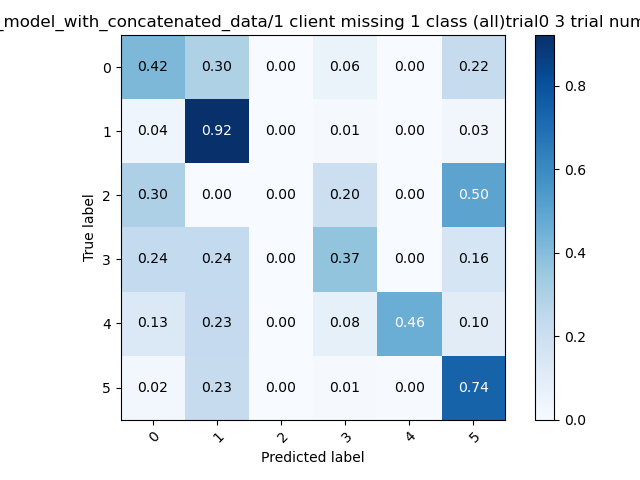 _model_with_concatenated_data/1 client missing 1 class (all)trial0 3 trial num
0 0.42 0.30 0.00 0.06 0.00 0.22
1 0.04 0.92 0.00 0.01 0.00 0.03
2 0.30 0.00 0.00 0.20 0.00 0.50
3 0.24 0.24 0.00 0.37 0.00 0.16
4 0.13 0.23 0.00 0.08 0.46 0.10
5 0.02 0.23 0.00 0.01 0.00 0.74
0 1 2 3 4 5
True label
Predicted label
0.8
0.6
0.4
0.2
0.0